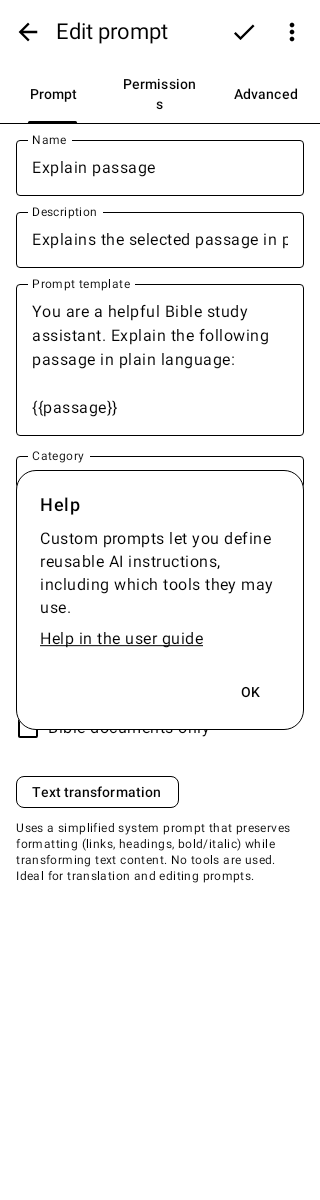 Edit prompt
Prompt
Permission
s
Advanced
Name
Explain passage
Description
Explains the selected passage in
Prompt template
You are a helpful Bible study
assistant. Explain the following
passage in plain language:
{{passage}}
Category
Help
Custom prompts let you define
reusable AI instructions,
including which tools they may
use.
Help in the user guide
OK
Bible documents only
Text transformation
Uses a simplified system prompt that preserves
formatting (links, headings, bold/italic) while
transforming text content. No tools are used.
Ideal for translation and editing prompts.